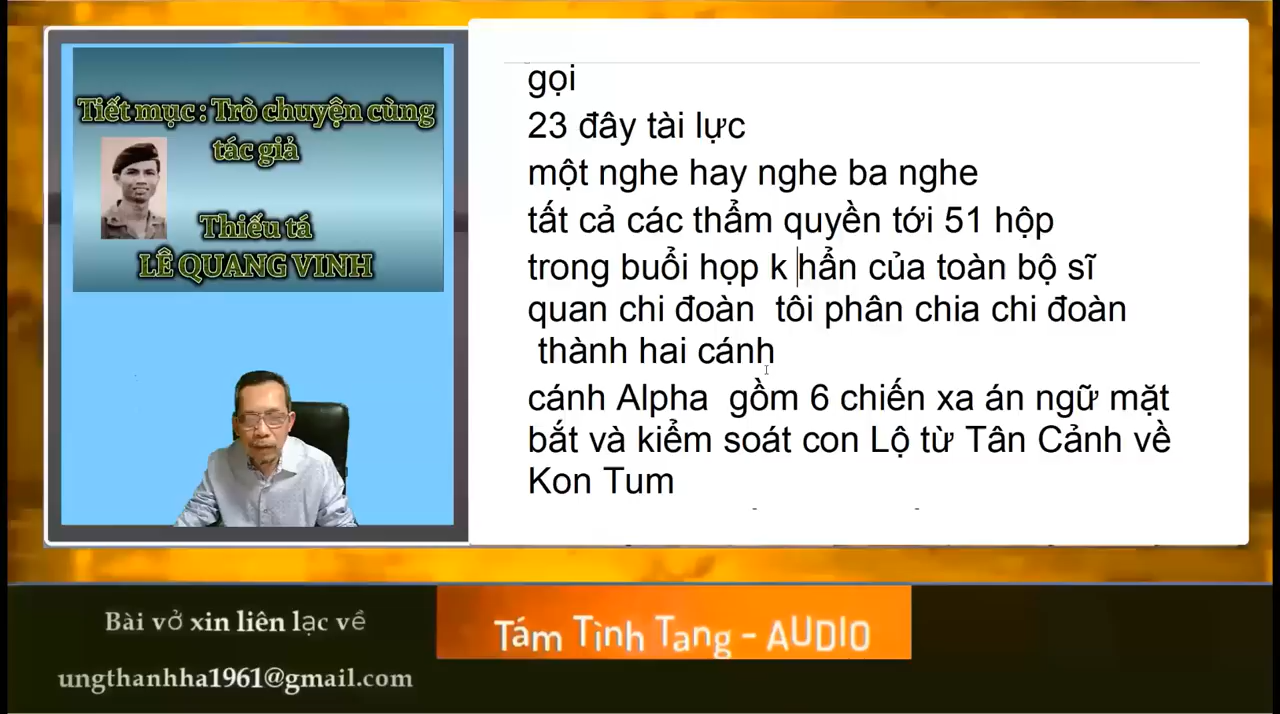 Tiết mục : Trò chuyện cùng
tác giả
Thiếu tá
LÊ QUANG VINH
gọi
23 đây tài lực
một nghe hay nghe ba nghe
tất cả các thẩm quyền tới 51 hộp
trong buổi họp k hẩn của toàn bộ sĩ
quan chi đoàn tôi phân chia chi đoàn
thành hai cánh
cánh Alpha gồm 6 chiến xa án ngữ mặt
bắt và kiểm soát con Lộ từ Tân Cảnh về
Kon Tum
Bài vở xin liên lạc về
ungthanhha1961@gmail.com
Tám Tình Tang - AUDIO